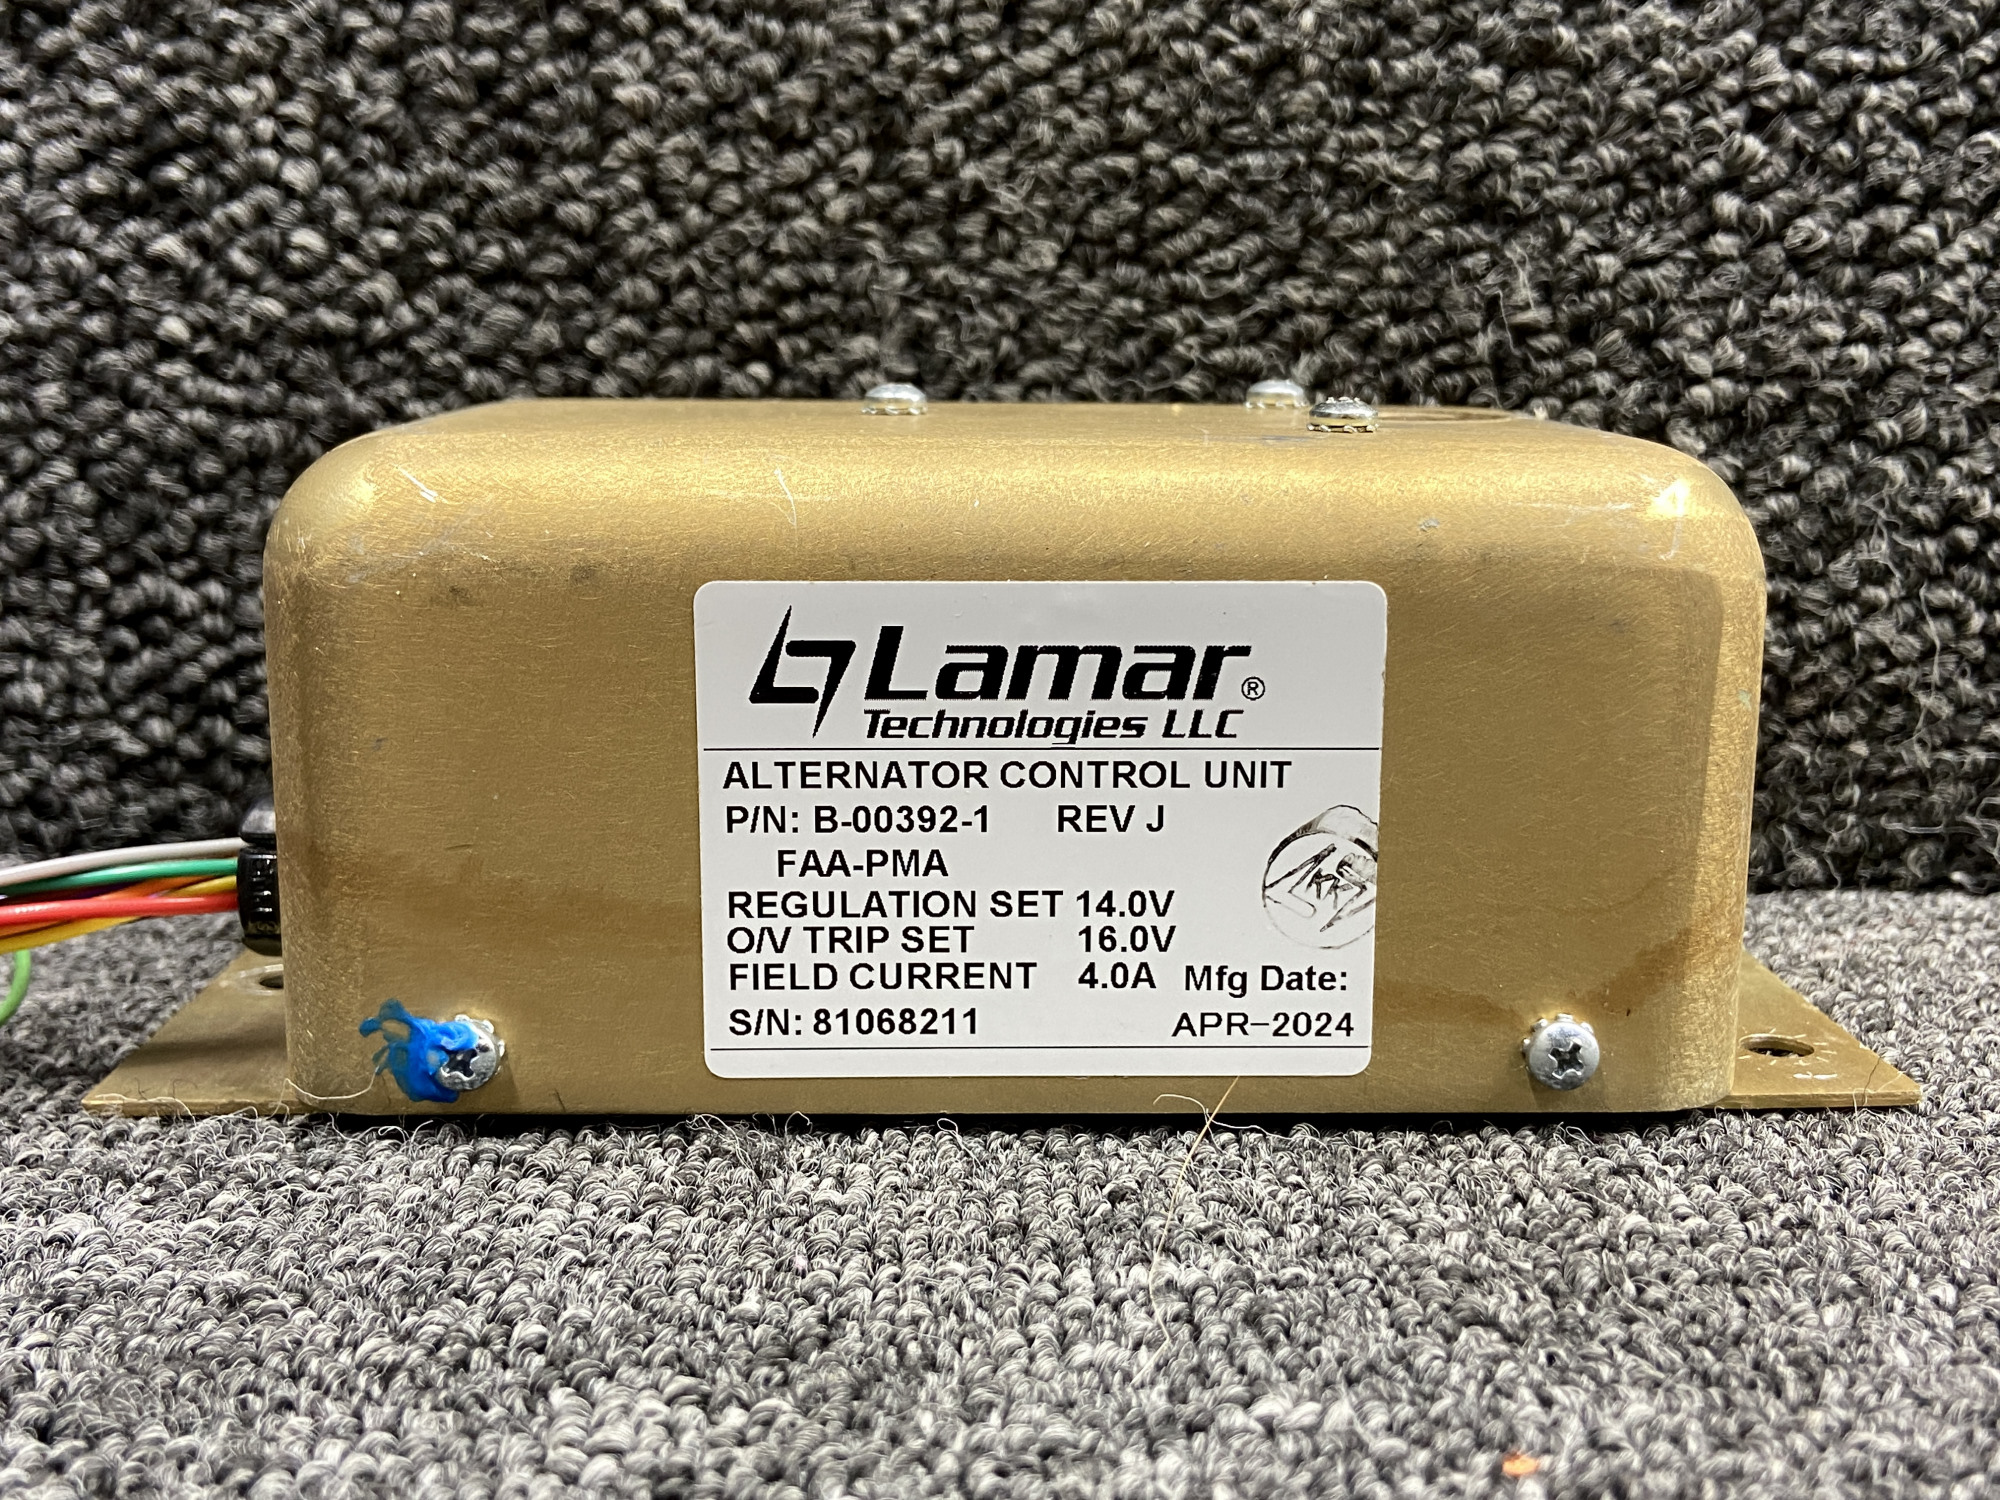 Lamar®
Technologies LLC
ALTERNATOR CONTROL UNIT
P/N: B-00392-1 REV J
FAA-PMA
REGULATION SET 14.0V
O/V TRIP SET 16.0V
FIELD CURRENT 4.0A Mfg Date:
S/N: 81068211 APR-2024